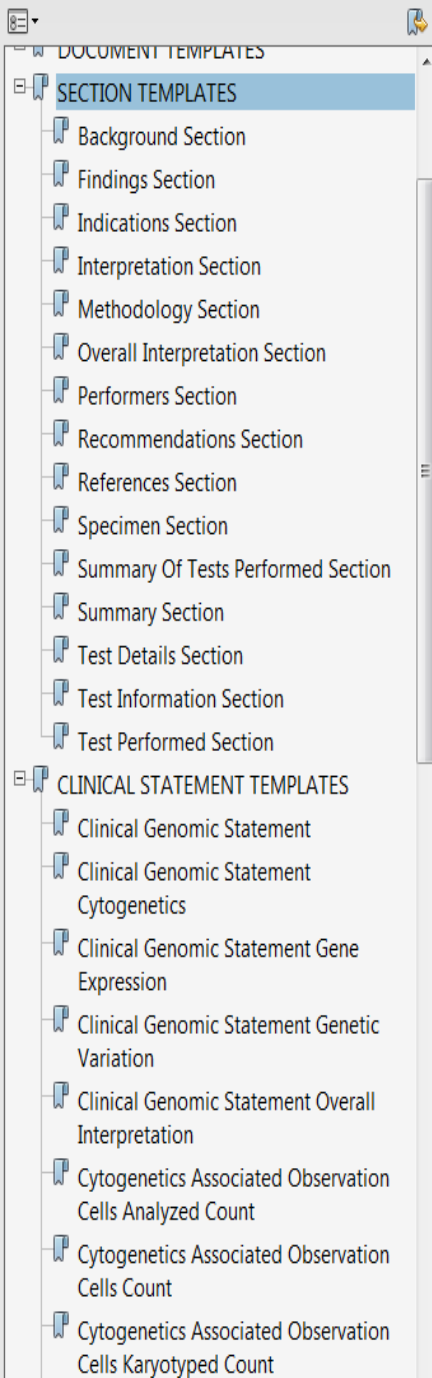 DOCUMENT TEMPLATES
SECTION TEMPLATES
Background Section
Findings Section
Indications Section
Interpretation Section
Methodology Section
Overall Interpretation Section
Performers Section
Recommendations Section
References Section
Specimen Section
Summary Of Tests Performed Section
Summary Section
Test Details Section
Test Information Section
Test Performed Section
CLINICAL STATEMENT TEMPLATES
Clinical Genomic Statement
Clinical Genomic Statement
Cytogenetics
Clinical Genomic Statement Gene
Expression
Clinical Genomic Statement Genetic
Variation
Clinical Genomic Statement Overall
Interpretation
Cytogenetics Associated Observation
Cells Analyzed Count
Cytogenetics Associated Observation
Cells Count
Cytogenetics Associated Observation
Cells Karyotyped Count